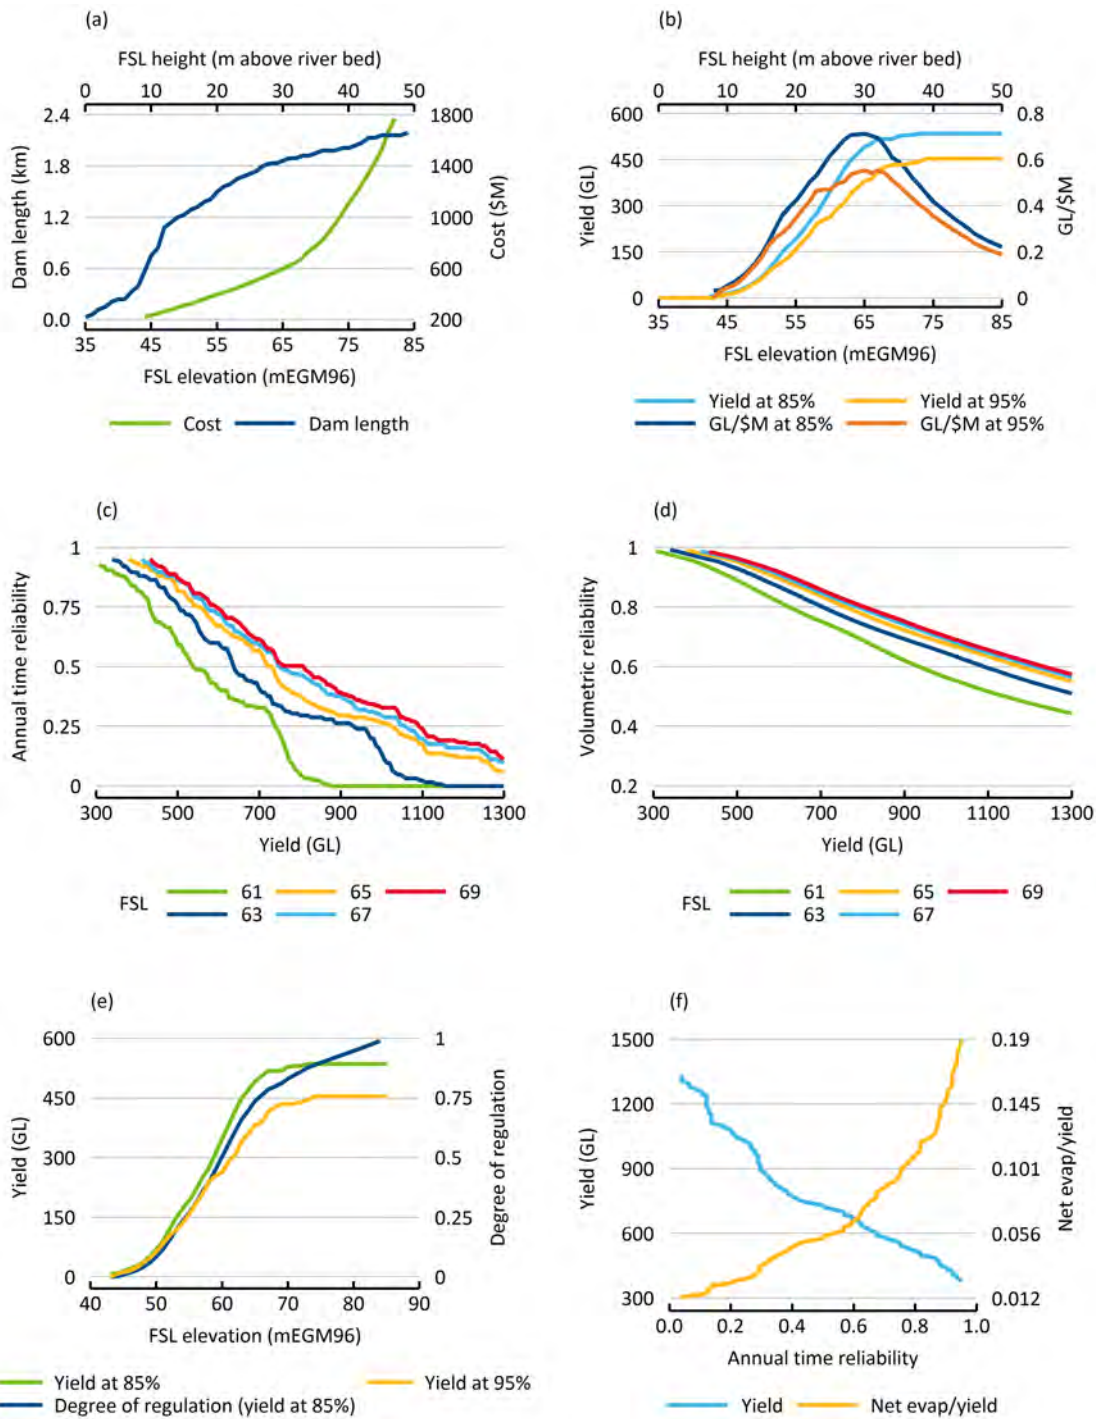 (a)
FSL height (m above river bed)
0 10 20 30 40 50
2.4 1800
1.8 1400
1.2 1000
0.6 600
0.0 200
Dam length (km)
Cost ($M)
35 45 55 65 75 85
FSL elevation (mEGM96)
Cost Dam length
(b)
FSL height (m above river bed)
0 10 20 30 40 50
600 0.8
450 0.6
300 0.4
150 0.2
0 0
Yield (GL)
GL/$M
35 45 55 65 75 85
FSL elevation (mEGM96)
Yield at 85% Yield at 95%
GL/$M at 85% GL/$M at 95%
(c)
1
0.75
0.5
0.25
0
Annual time reliability
300 500 700 900 1100 1300
Yield (GL)
FSL 61 65 69
63 67
(d)
1
0.8
0.6
0.4
0.2
Volumetric reliability
300 500 700 900 1100 1300
Yield (GL)
FSL 61 65 69
63 67
(e)
600 1
450 0.75
300 0.5
150 0.25
0 0
Yield (GL)
Degree of regulation
40 50 60 70 80 90
FSL elevation (mEGM96)
Yield at 85% Yield at 95%
Degree of regulation (yield at 85%)
(f)
1500 0.19
1200 0.145
900 0.101
600 0.056
300 0.012
Yield (GL)
Net evap/yield
0.0 0.2 0.4 0.6 0.8 1.0
Annual time reliability
Yield Net evap/yield